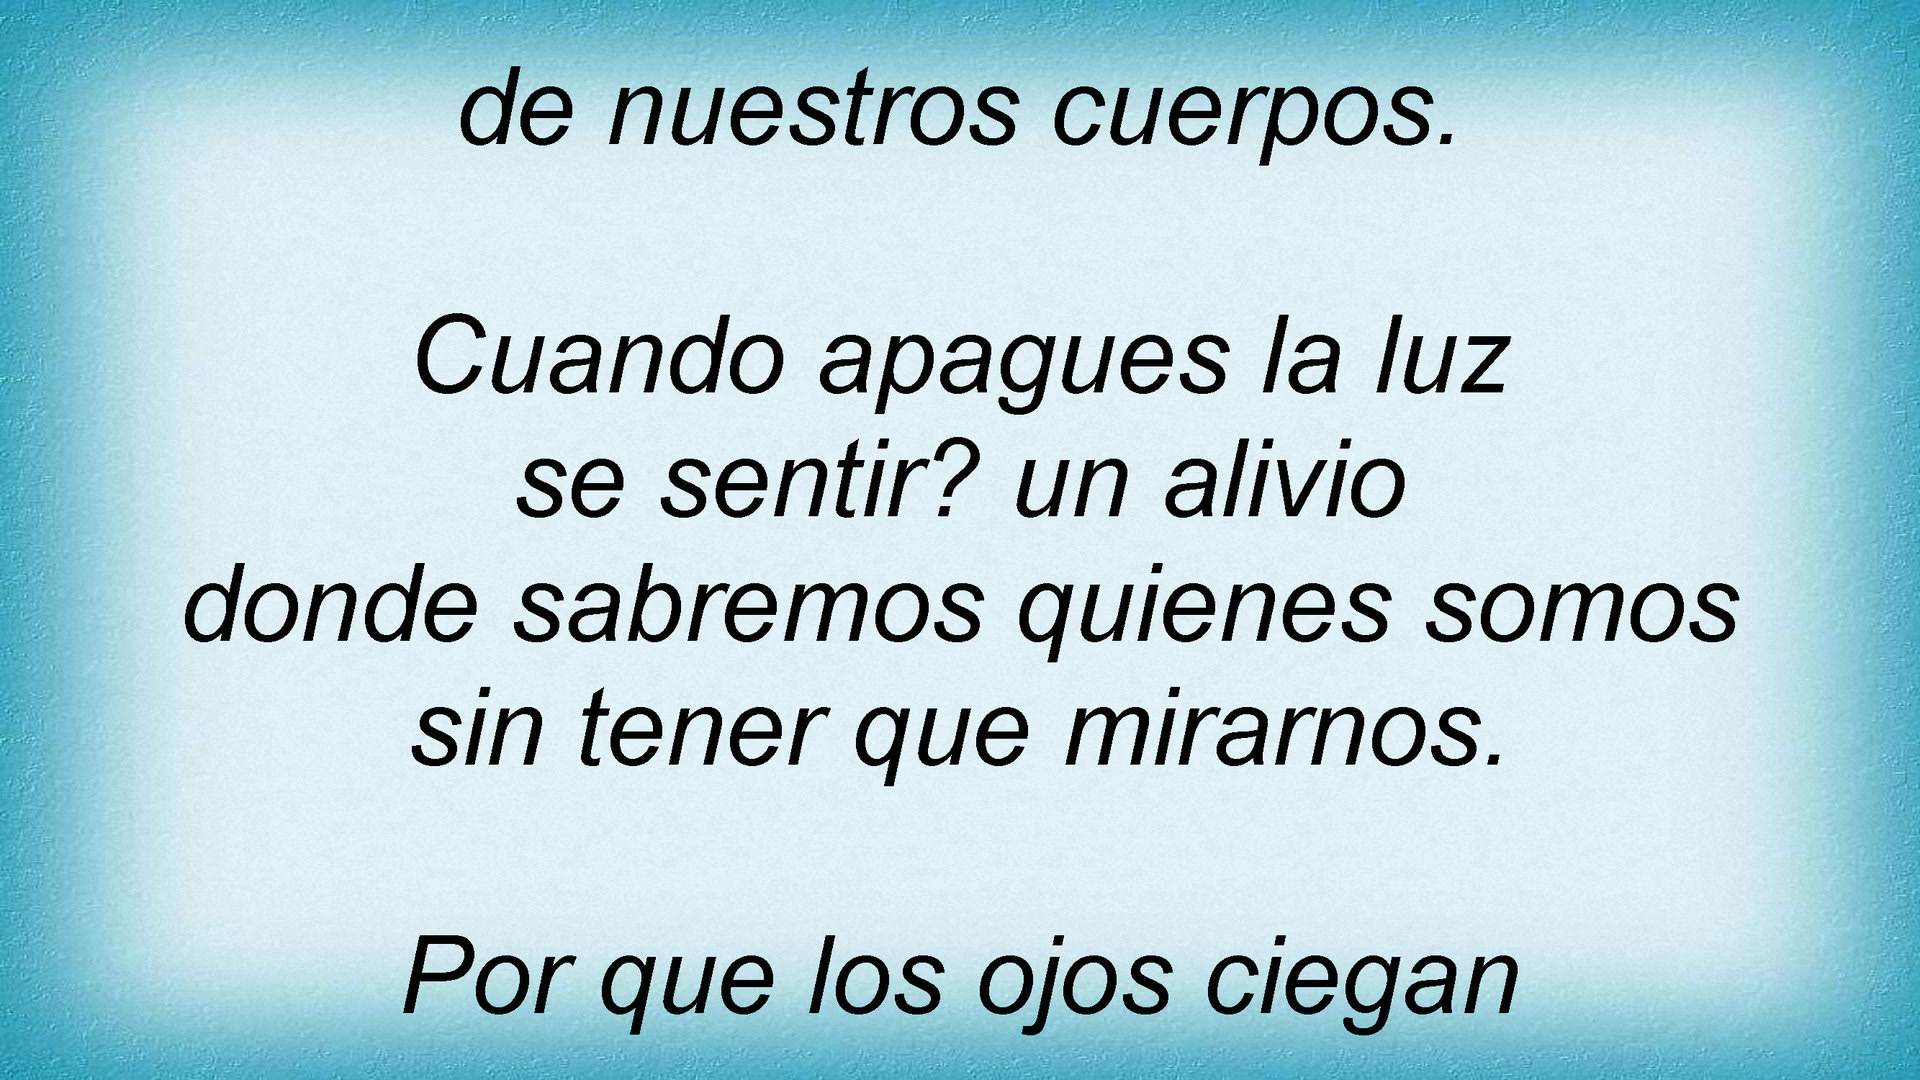 de nuestros cuerpos.
Cuando apagues la luz
se sentir? un alivio
donde sabremos quienes somos
sin tener que mirarnos.
Por que los ojos ciegan